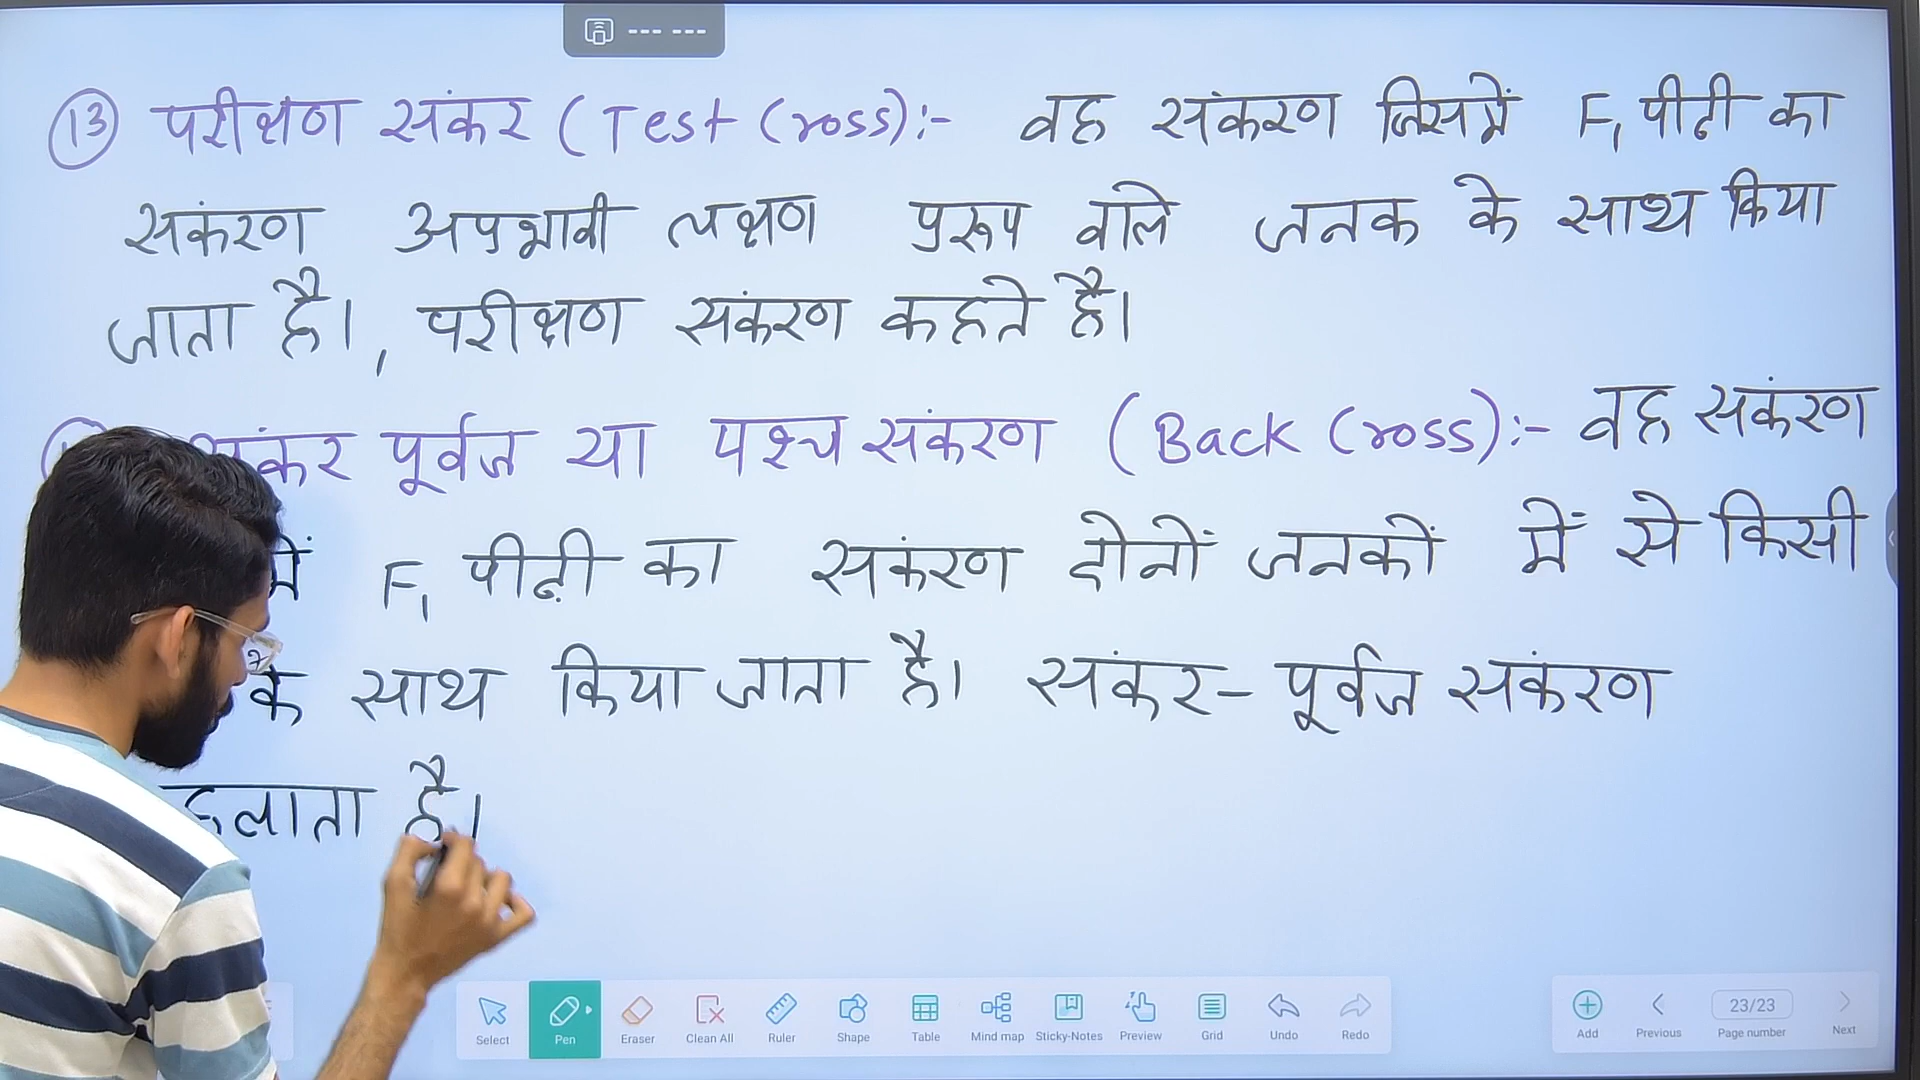 --- ---
13 परीक्षण संकर (Test Cross):- वह संकरण जिसमें F1 पीढ़ी का
संकरण अप्रभावी लक्षण प्ररूप वाले जनक के साथ किया
जाता है।, परीक्षण संकरण कहते है।
संकर पूर्वज या पश्च संकरण (Back Cross):- वह संकरण
में F1 पीढ़ी का संकरण दोनों जनकों में से किसी
के साथ किया जाता है। संकर- पूर्वज संकरण
हलाता है।
Select Pen Eraser Clean All Ruler Shape Table Mind map Sticky-Notes Preview Grid Undo Redo Add Previous 23/23 Page number Next